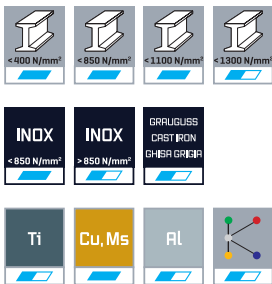 <400 N/mm² <850 N/mm² <1100 N/mm² <1300 N/mm²
INOX
<850 N/mm²
INOX
>850 N/mm²
GRAUGUSS
CAST IRON
GHISA GRIGIA
Ti Cu, Ms Al